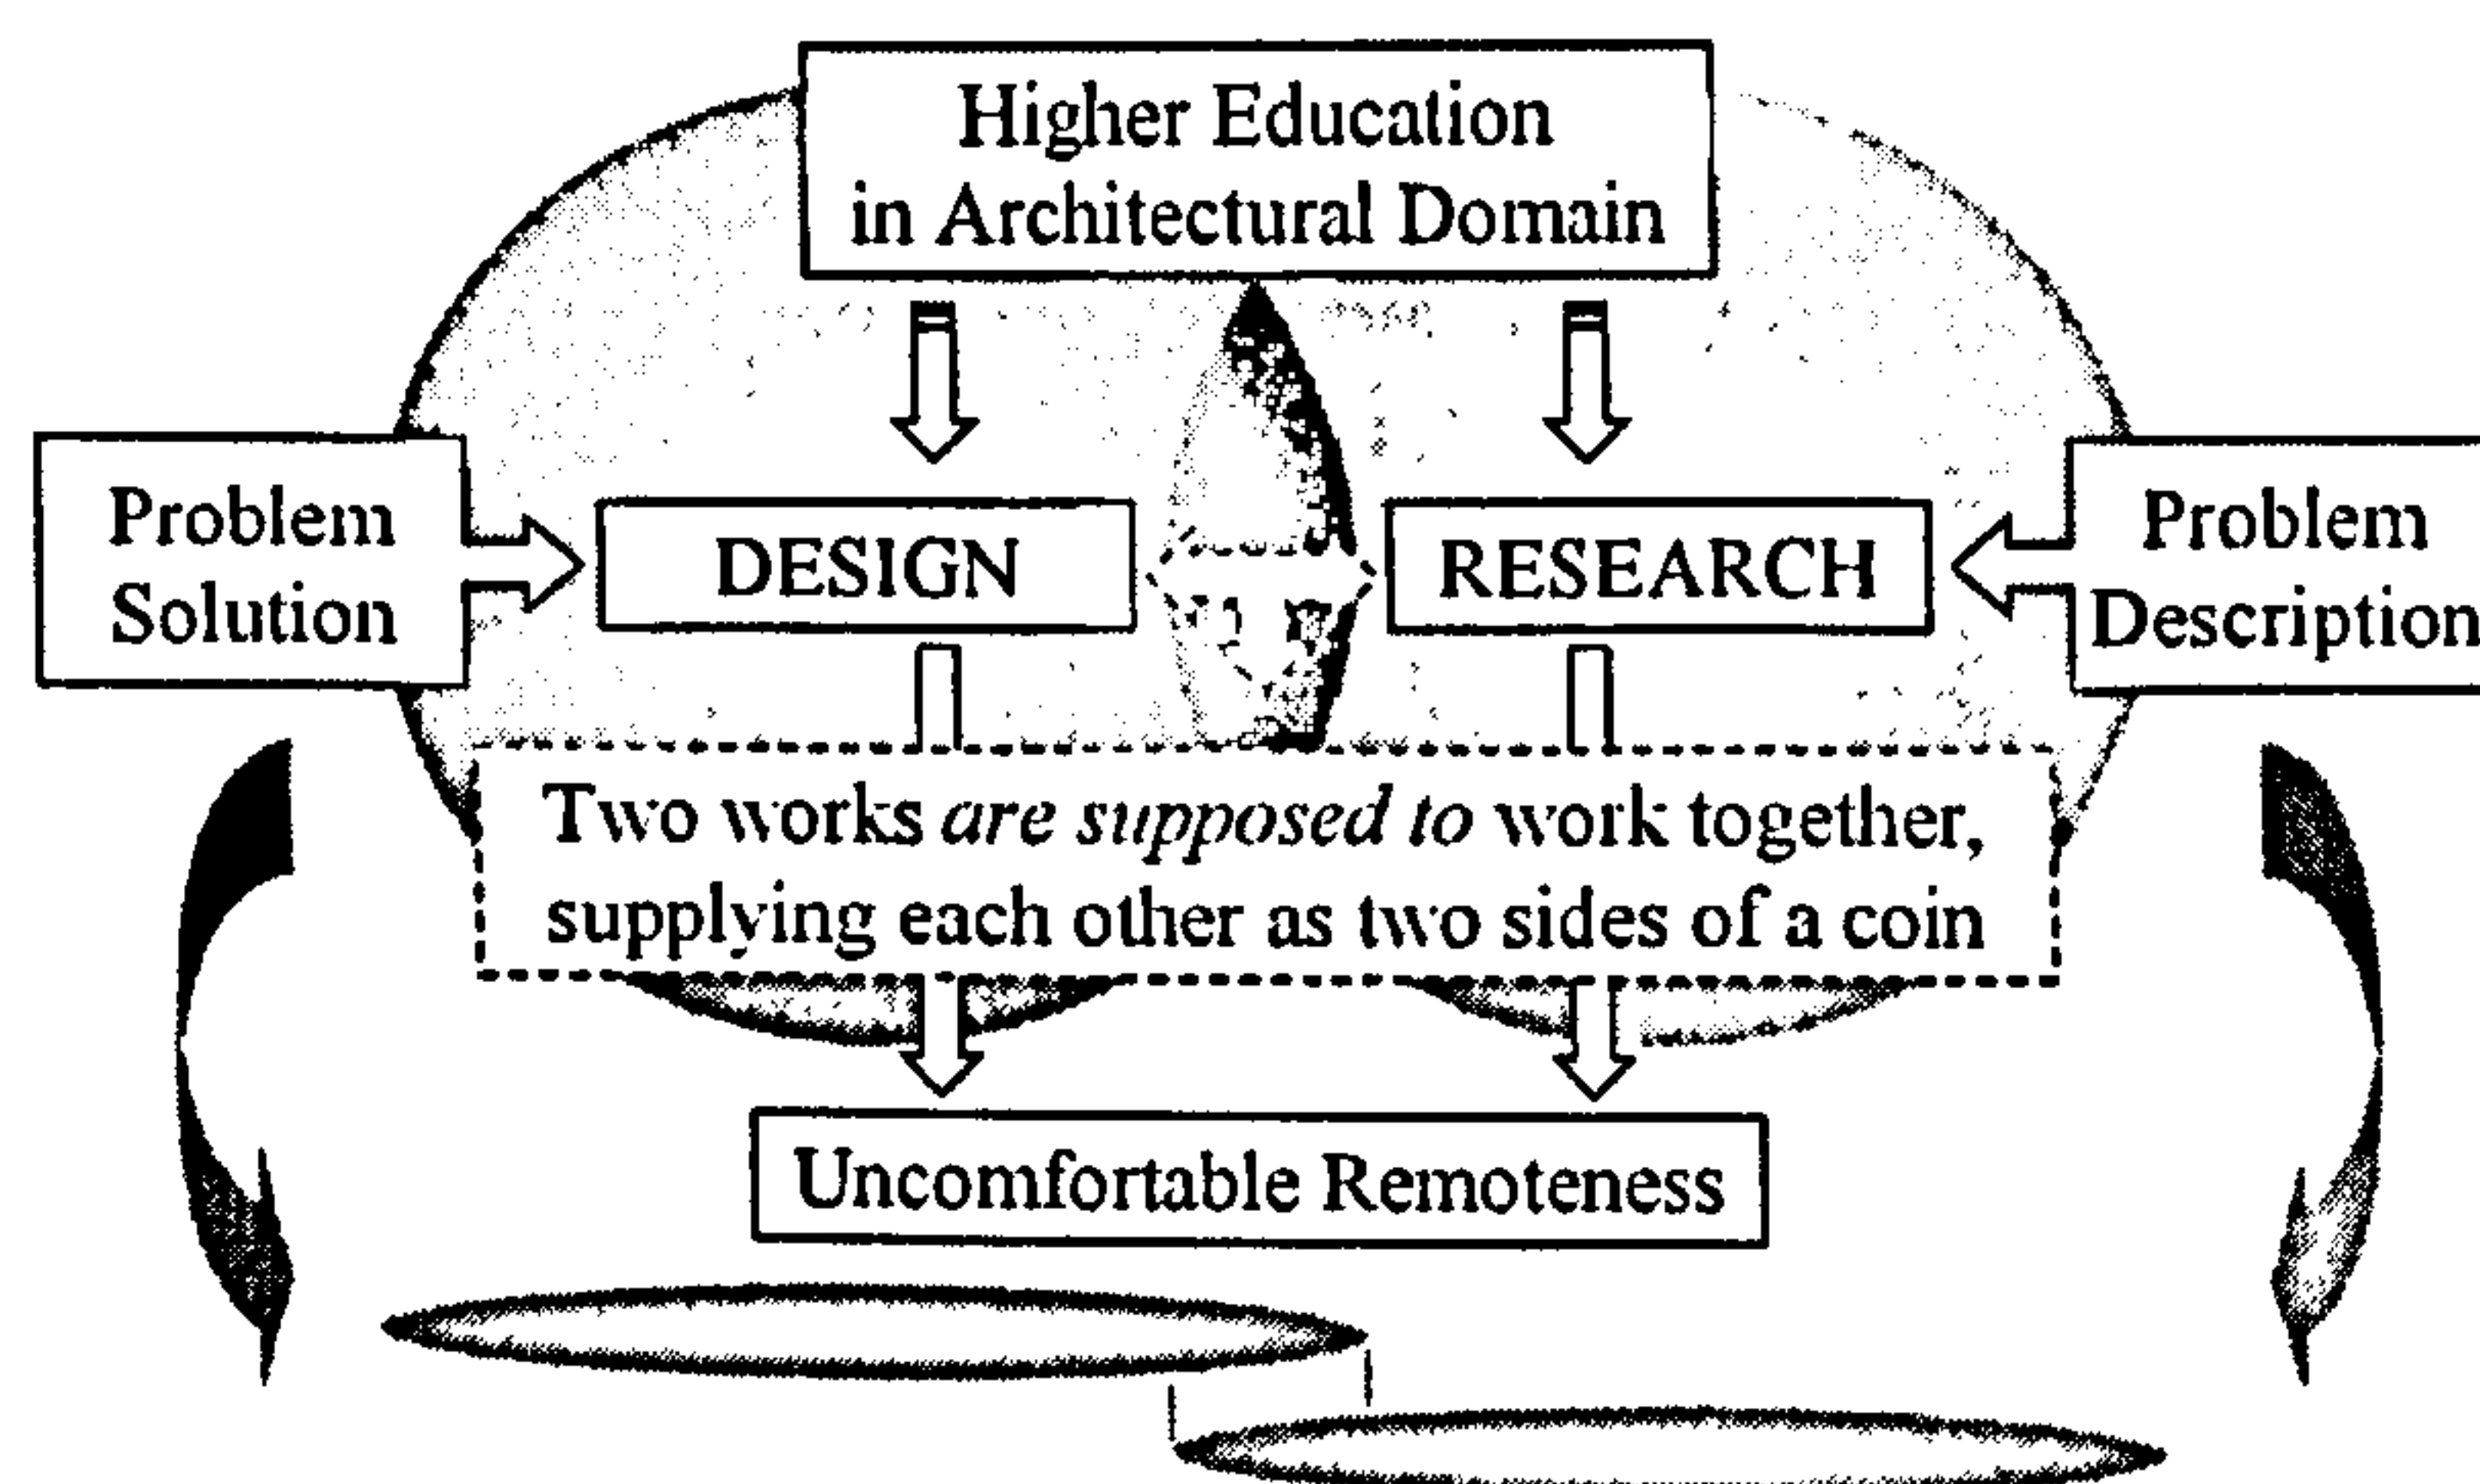 Higher Education
in Architectural Domain
Problem
Solution
DESIGN
RESEARCH
Problem
Description
Two works are supposed to work together,
supplying each other as two sides of a coin
Uncomfortable Remoteness